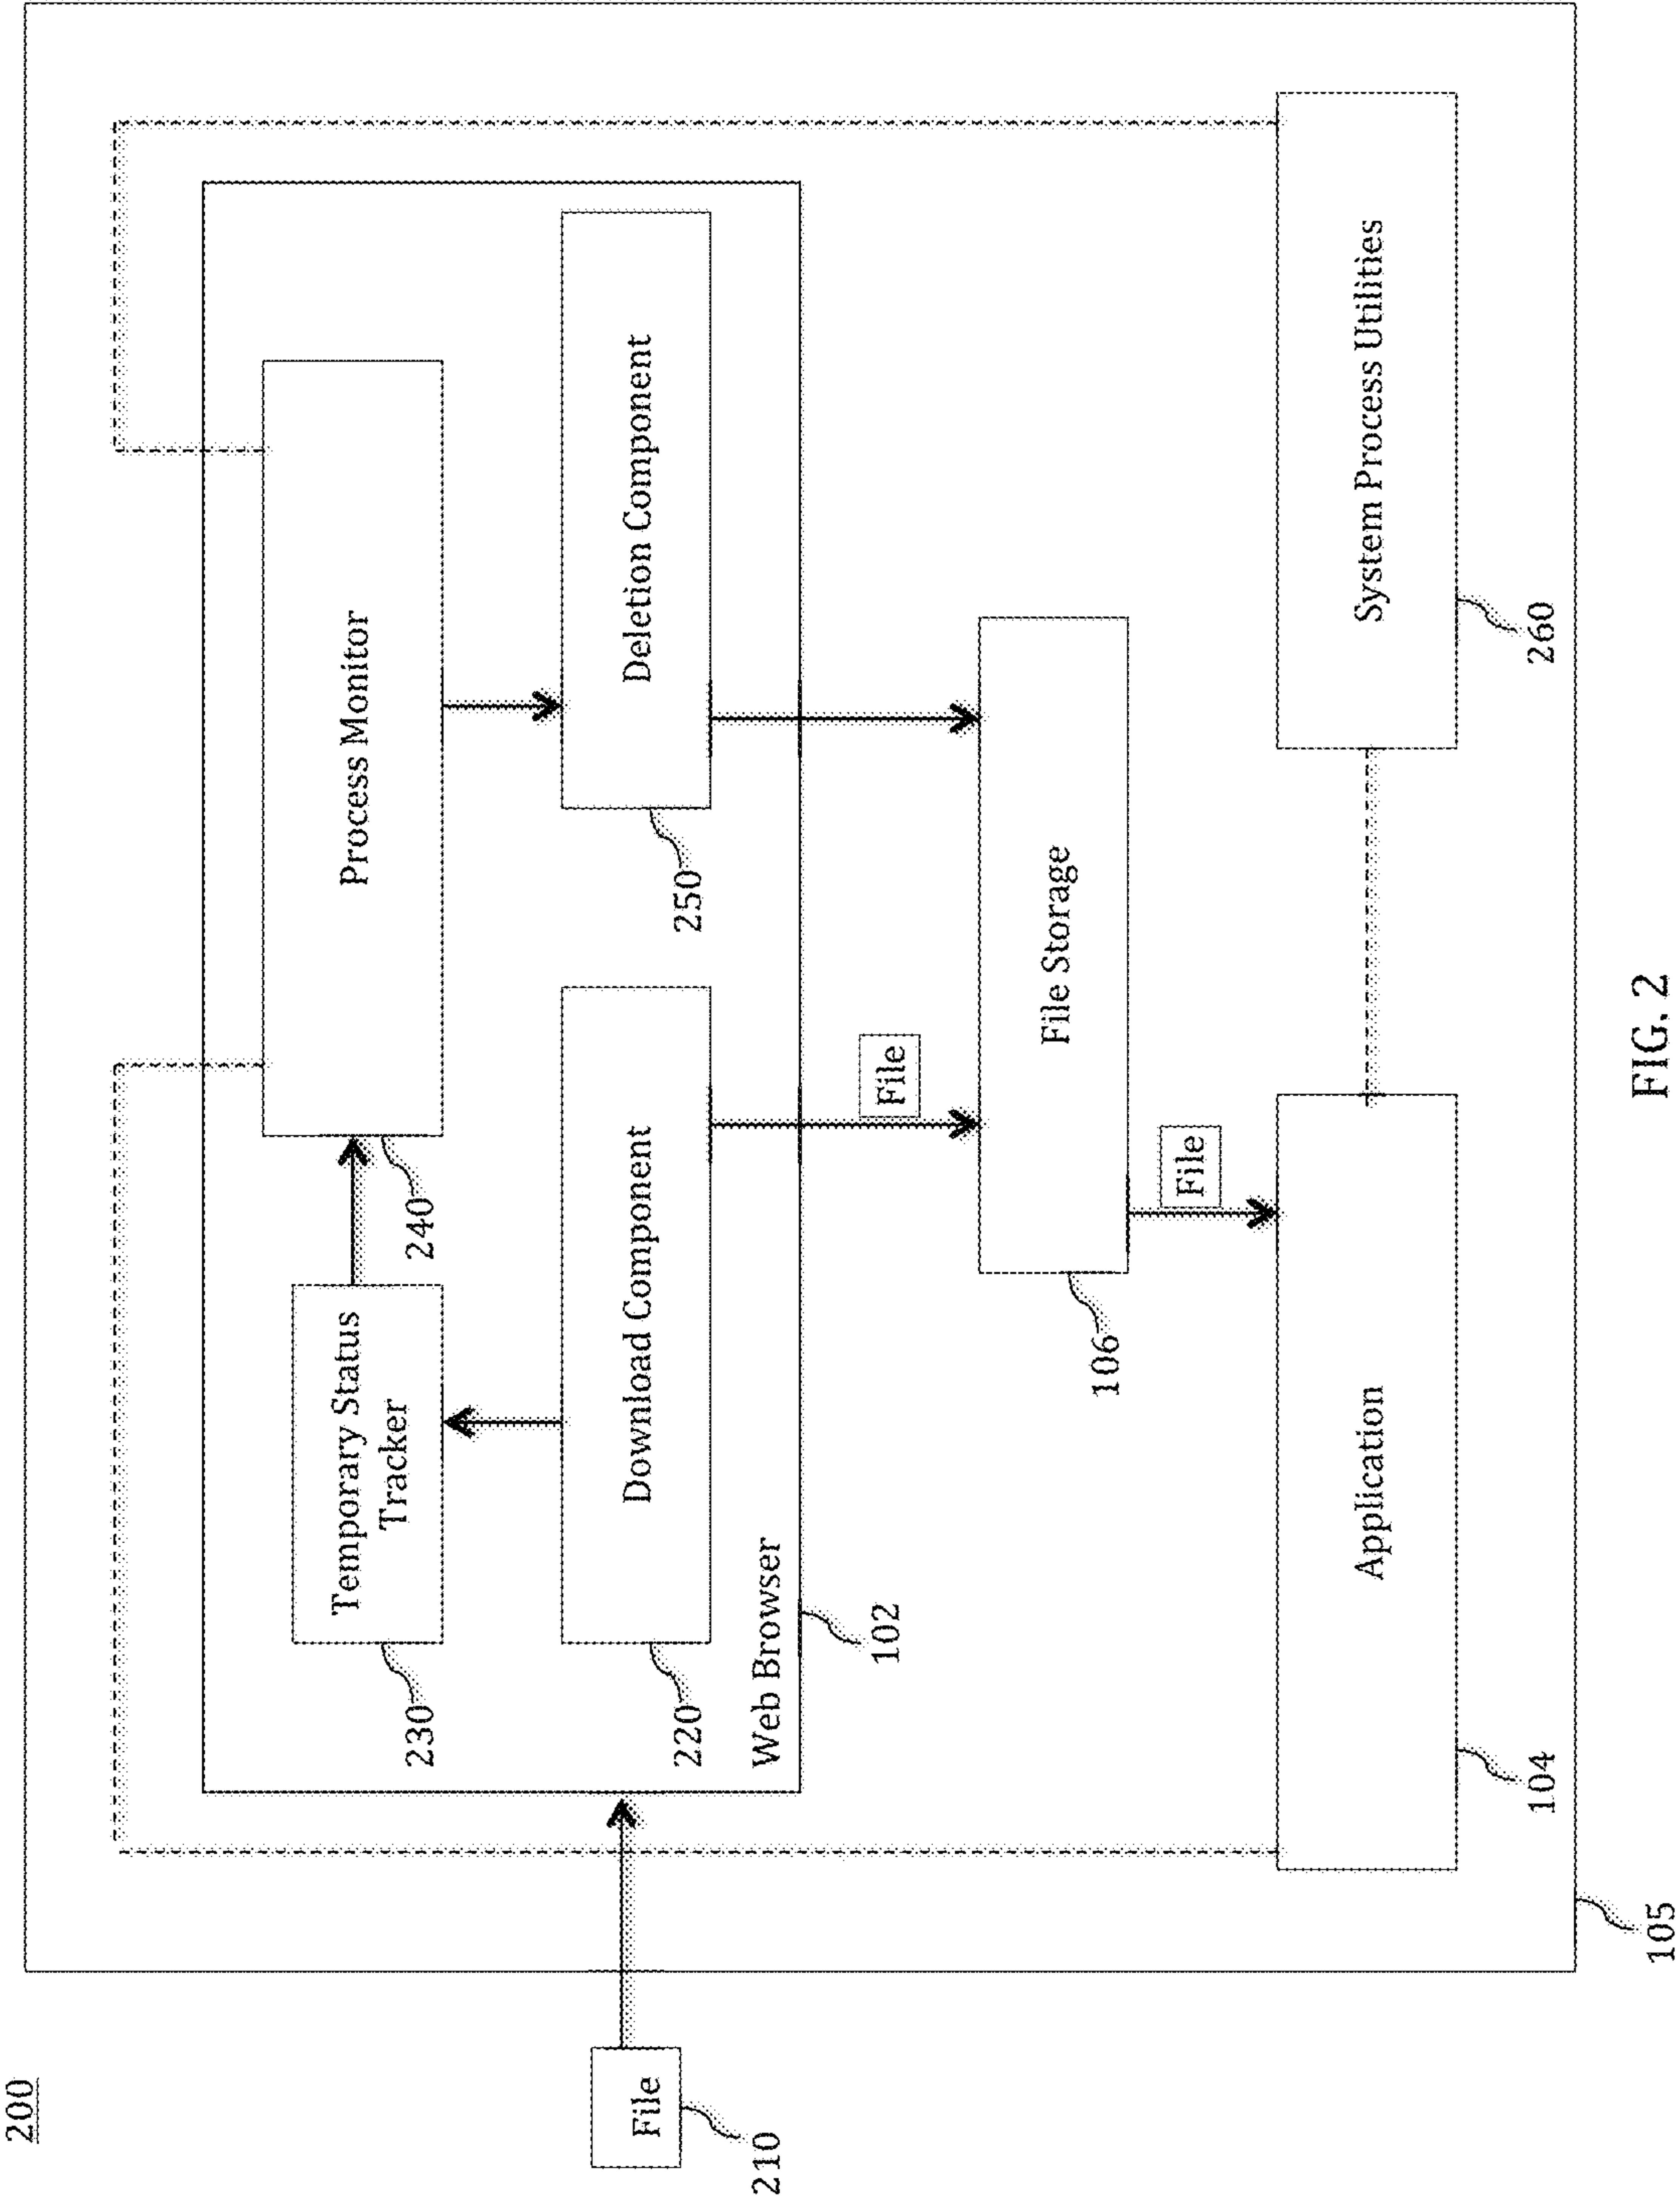 200
Temporary Status
Tracker
Process Monitor
230
240
Download Component
Deletion Component
File
220
250
210
Web Browser
102
File
File Storage
106
File
Application
System Process Utilities
104
260
105
FIG. 2